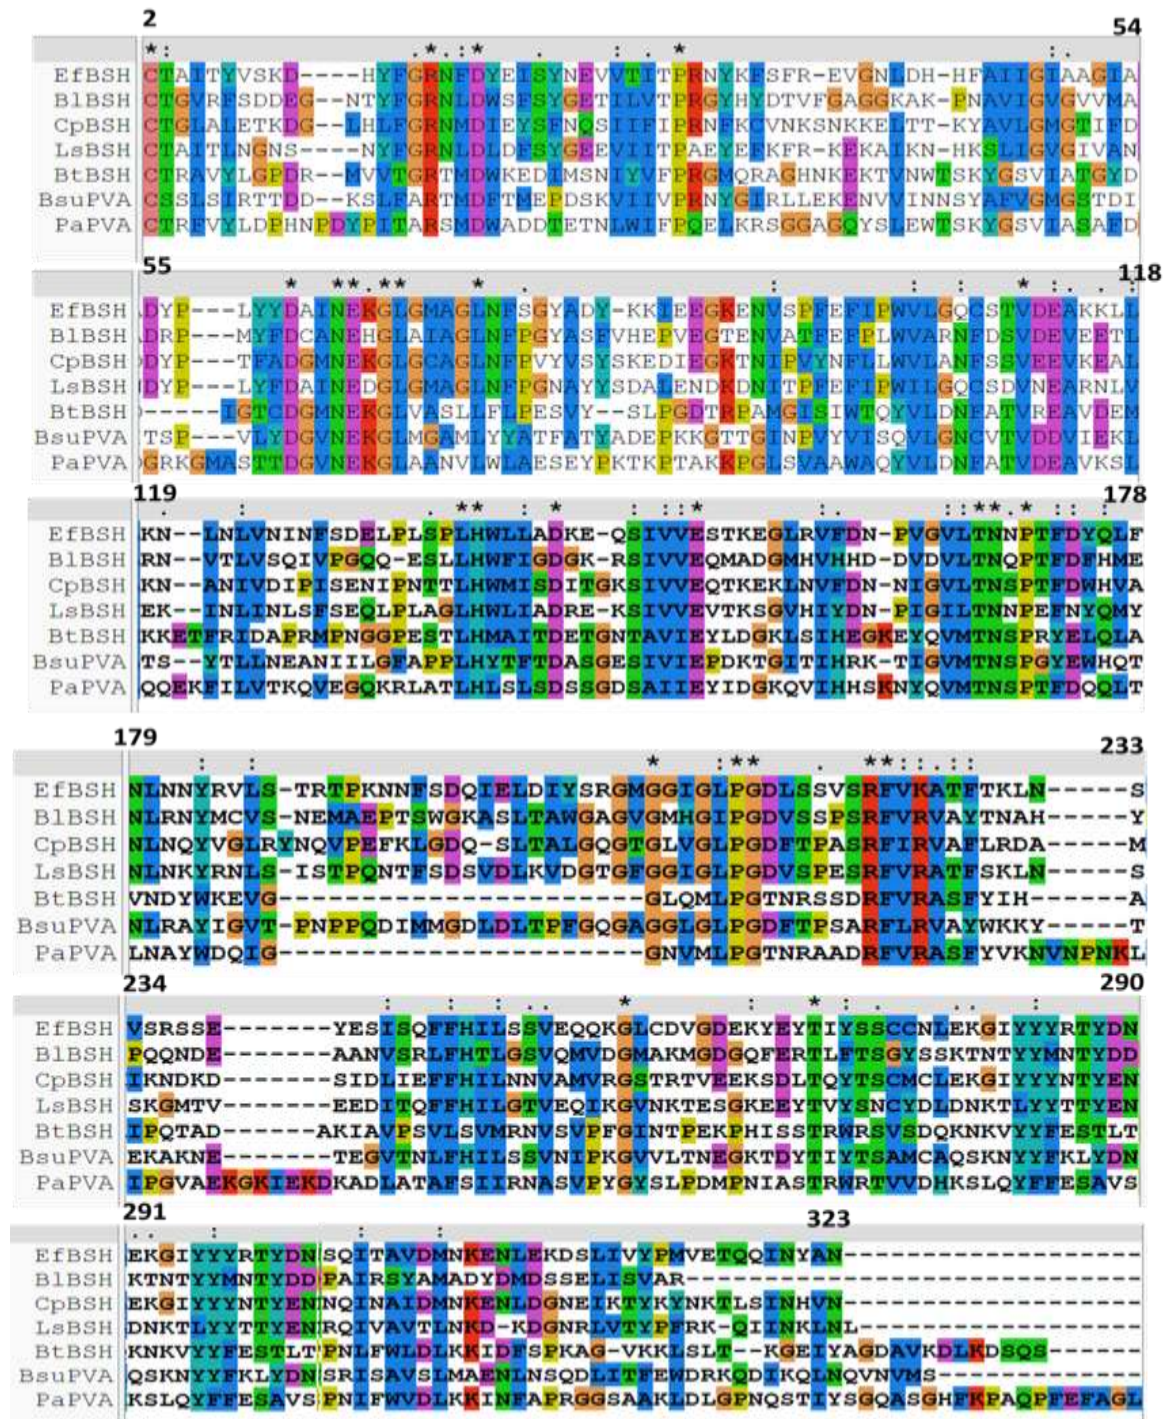 2 54
*: .*.:* . : . * :.
EfBSH CTAITYVSKD----HYFGRNFDYEISYNEVVTITPRNYKFSFR-EVGNLDH-HFAIIGIAAGIA
BlBSH CTGVRFSDDEG--NTYFGRNLDWSFSYGETILVTPRGYHYDTVFGAGGKAK-PNAVIGVGVVMA
CpBSH CTGLALETKDG--LHLFGRNMDIEYSFNQSIIFIPRNFKCVNKSNKKELTT-KYAVLGMGTIFD
LsBSH CTAITLNGNS----NYFGRNLDLDFSYGEEVIITPAEYEFKFR-KEKAIKN-HKSLIGVGIVAN
BtBSH CTRAVYLGPDR--MVVTGRTMDWKEDIMSNIYVFPRGMQRAGHNKEKTVNWTSKYGSVIATGYD
BsuPVA CSSLSIRTTDD--KSLFARTMDFTMEPDSKVIIVPRNYGIRLLEKENVVINNSYAFVGMGSTDI
PaPVA CTRFVYLDPHNPDYPITARSMDWADDTETNLWIFPQELKRSGGAGQYSLEWTSKYGSVIASAFD
55 118
* **.** * . : : : * :. . :
EfBSH DYP---LYYDAINEKGLGMAGLNFSGYADY-KKIEEGKENVSPFEFIPWVLGQCSTVDEAKKLL
BlBSH DRP---MYFDCANEHGLAIAGLNFPGYASFVHEPVEGTENVATFEFPLWVARNFDSVDEVEETL
CpBSH DYP---TFADGMNEKGLGCAGLNFPVYVSYSKEDIEGKTNIPVYNFLLWVLANFSSVEEVKEAL
LsBSH DYP---LYFDAINEDGLGMAGLNFPGNAYYSDALENDKDNITPFEFIPWILGQCSDVNEARNLV
BtBSH -----IGTCDGMNEKGLVASLLFLPESVY--SLPGDTRPAMGISIWTQYVLDNFATVREAVDEM
BsuPVA TSP---VLYDGVNEKGLMGAMLYYATFATYADEPKKGTTGINPVYVISQVLGNCVTVDDVIEKL
PaPVA GRKGMASTTDGVNEKGLAANVLWLAESEYPKTKPTAKKPGLSVAAWAQYVLDNFATVDEAVKSL
119 178
. : . ** : * : ::* :. ::**.* :: :
EfBSH KN--LNLVNINFSDELPLSPLHWLLADKE-QSIVVESTKEGLRVFDN-PVGVLTNNPTFDYQLF
BlBSH RN--VTLVSQIVPGQQ-ESLLHWFIGDGK-RSIVVEQMADGMHVHHD-DVDVLTNQPTFDFHME
CpBSH KN--ANIVDIPISENIPNTTLHWMISDITGKSIVVEQTKEKLNVFDN-NIGVLTNSPTFDWHVA
LsBSH EK--INLINLSFSEQLPLAGLHWLIADRE-KSIVVEVTKSGVHIYDN-PIGILTNNPEFNYQMY
BtBSH KKETFRIDAPRMPNGGPESTLHMAITDETGNTAVIEYLDGKLSIHEGKEYQVMTNSPRYELQLA
BsuPVA TS--YTLLNEANIILGFAPPLHYTFTDASGESIVIEPDKTGITIHRK-TIGVMTNSPGYEWHQT
PaPVA QQEKFILVTKQVEGQKRLATLHLSLSDSSGDSAIIEYIDGKQVIHHSKNYQVMTNSPTFDQQLT
179 233
: : * :** . **::.::
EfBSH NLNNYRVLS-TRTPKNNFSDQIELDIYSRGMGGIGLPGDLSSVSRFVKATFTKLN-----S
BlBSH NLRNYMCVS-NEMAEPTSWGKASLTAWGAGVGMHGIPGDVSSPSRFVRVAYTNAH-----Y
CpBSH NLNQYVGLRYNQVPEFKLGDQ-SLTALGQGTGLVGLPGDFTPASRFIRVAFLRDA-----M
LsBSH NLNKYRNLS-ISTPQNTFSDSVDLKVDGTGFGGIGLPGDVSPESRFVRATFSKLN-----S
BtBSH VNDYWKEVG----------------------GLQMLPGTNRSSDRFVRASFYIH------A
BsuPVA NLRAYIGVT-PNPPQDIMMGDLDLTPFGQGAGGLGLPGDFTPSARFLRVAYWKKY-----T
PaPVA LNAYWDQIG----------------------GNVMLPGTNRAADRFVRASFYVKNVNPNKL
234 290
: : : .. * : * : . .. :
EfBSH VSRSSE-------YESISQFFHILSSVEQQKGLCDVGDEKYEYTIYSSCCNLEKGIYYYRTYDN
BlBSH PQQNDE-------AANVSRLFHTLGSVQMVDGMAKMGDGQFERTLFTSGYSSKTNTYYMNTYDD
CpBSH IKNDKD-------SIDLIEFFHILNNVAMVRGSTRTVEEKSDLTQYTSCMCLEKGIYYYNTYEN
LsBSH SKGMTV-------EEDITQFFHILGTVEQIKGVNKTESGKEEYTVYSNCYDLDNKTLYYTTYEN
BtBSH IPQTAD------AKIAVPSVLSVMRNVSVPFGINTPEKPHISSTRWRSVSDQKNKVYYFESTLT
BsuPVA EKAKNE-------TEGVTNLFHILSSVNIPKGVVLTNEGKTDYTIYTSAMCAQSKNYYFKLYDN
PaPVA IPGVAEKGKGKIEKDKADLATAFSIIRNASVPYGYSLPDMPNIASTRWRTVVDHKSLQYFFESAVS
291 323
.. : : :
EfBSH EKGIYYYRTYDNSQITAVDMNKENLEKDSLIVYPMVETQQINYAN------------------
BlBSH KTNTYYMNTYDDPAIRSYAMADYDMDSSELISVAR----------------------------
CpBSH EKGIYYYNTYENNQINAIDMNKENLDGNEIKTYKYNKTLSINHVN------------------
LsBSH DNKTLYYTTYENRQIVAVTLNKD-KDGNRLVTYPFRK-QIINKLNL-----------------
BtBSH KNKVYYFESTLTPNLFWLDLKKIDFSPKAG-VKKLSLT--KGEIYAGDAVKDLKDSQS------
BsuPVA QSKNYYFKLYDNSRISAVSLMAENLNSQDLITFEWDRKQDIKQLNQVNVMS-------------
PaPVA KSLQYFFESAVSPNIFWVDLKKINFAPRGGSAAKLDLGPNQSTIYSGQASGHFKPAQPFEFAGL